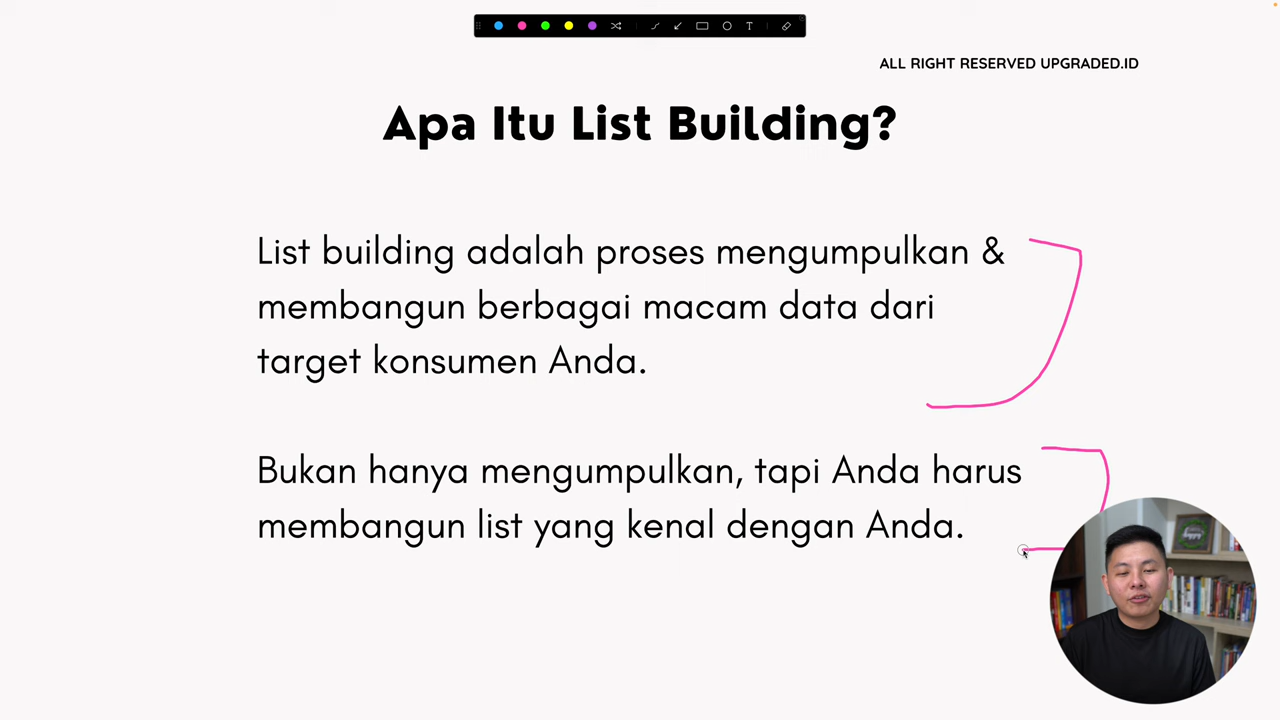 ALL RIGHT RESERVED UPGRADED.ID
Apa Itu List Building?
List building adalah proses mengumpulkan &
membangun berbagai macam data dari
target konsumen Anda.
Bukan hanya mengumpulkan, tapi Anda harus
membangun list yang kenal dengan Anda.